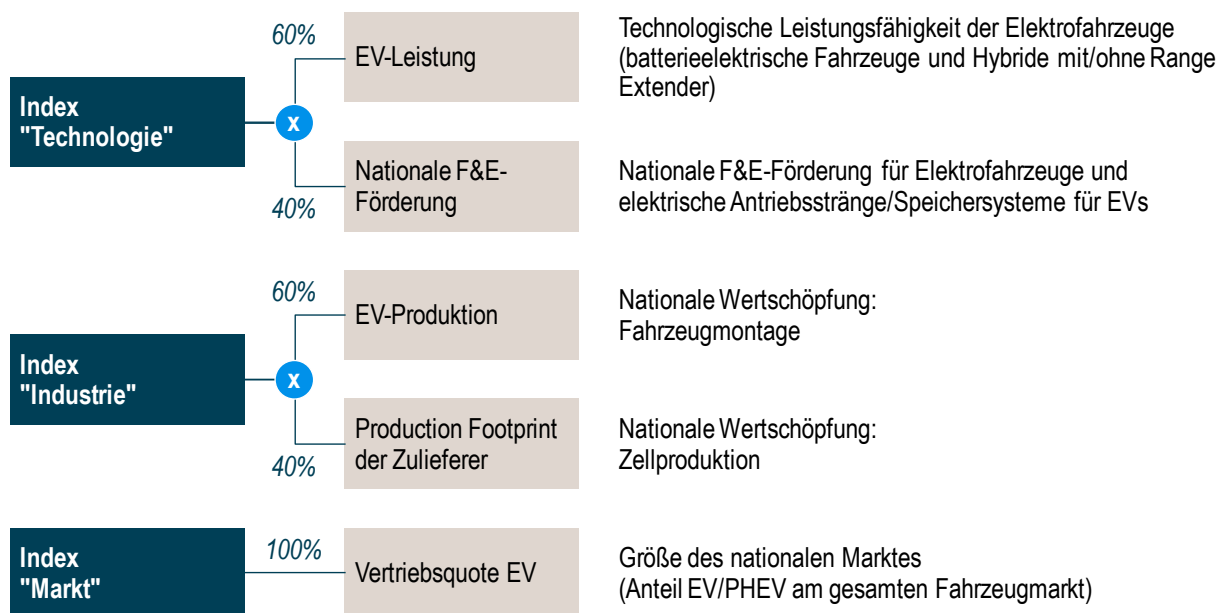 60%
EV-Leistung
Technologische Leistungsfähigkeit der Elektrofahrzeuge
(batterieelektrische Fahrzeuge und Hybride mit/ohne Range
Extender)
Index
"Technologie"
x
Nationale F&E-
Förderung
40%
Nationale F&E-Förderung für Elektrofahrzeuge und
elektrische Antriebsstränge/Speichersysteme für EVs
60%
EV-Produktion
Nationale Wertschöpfung:
Fahrzeugmontage
Index
"Industrie"
x
Production Footprint
der Zulieferer
40%
Nationale Wertschöpfung:
Zellproduktion
Index
"Markt"
100%
Vertriebsquote EV
Größe des nationalen Marktes
(Anteil EV/PHEV am gesamten Fahrzeugmarkt)